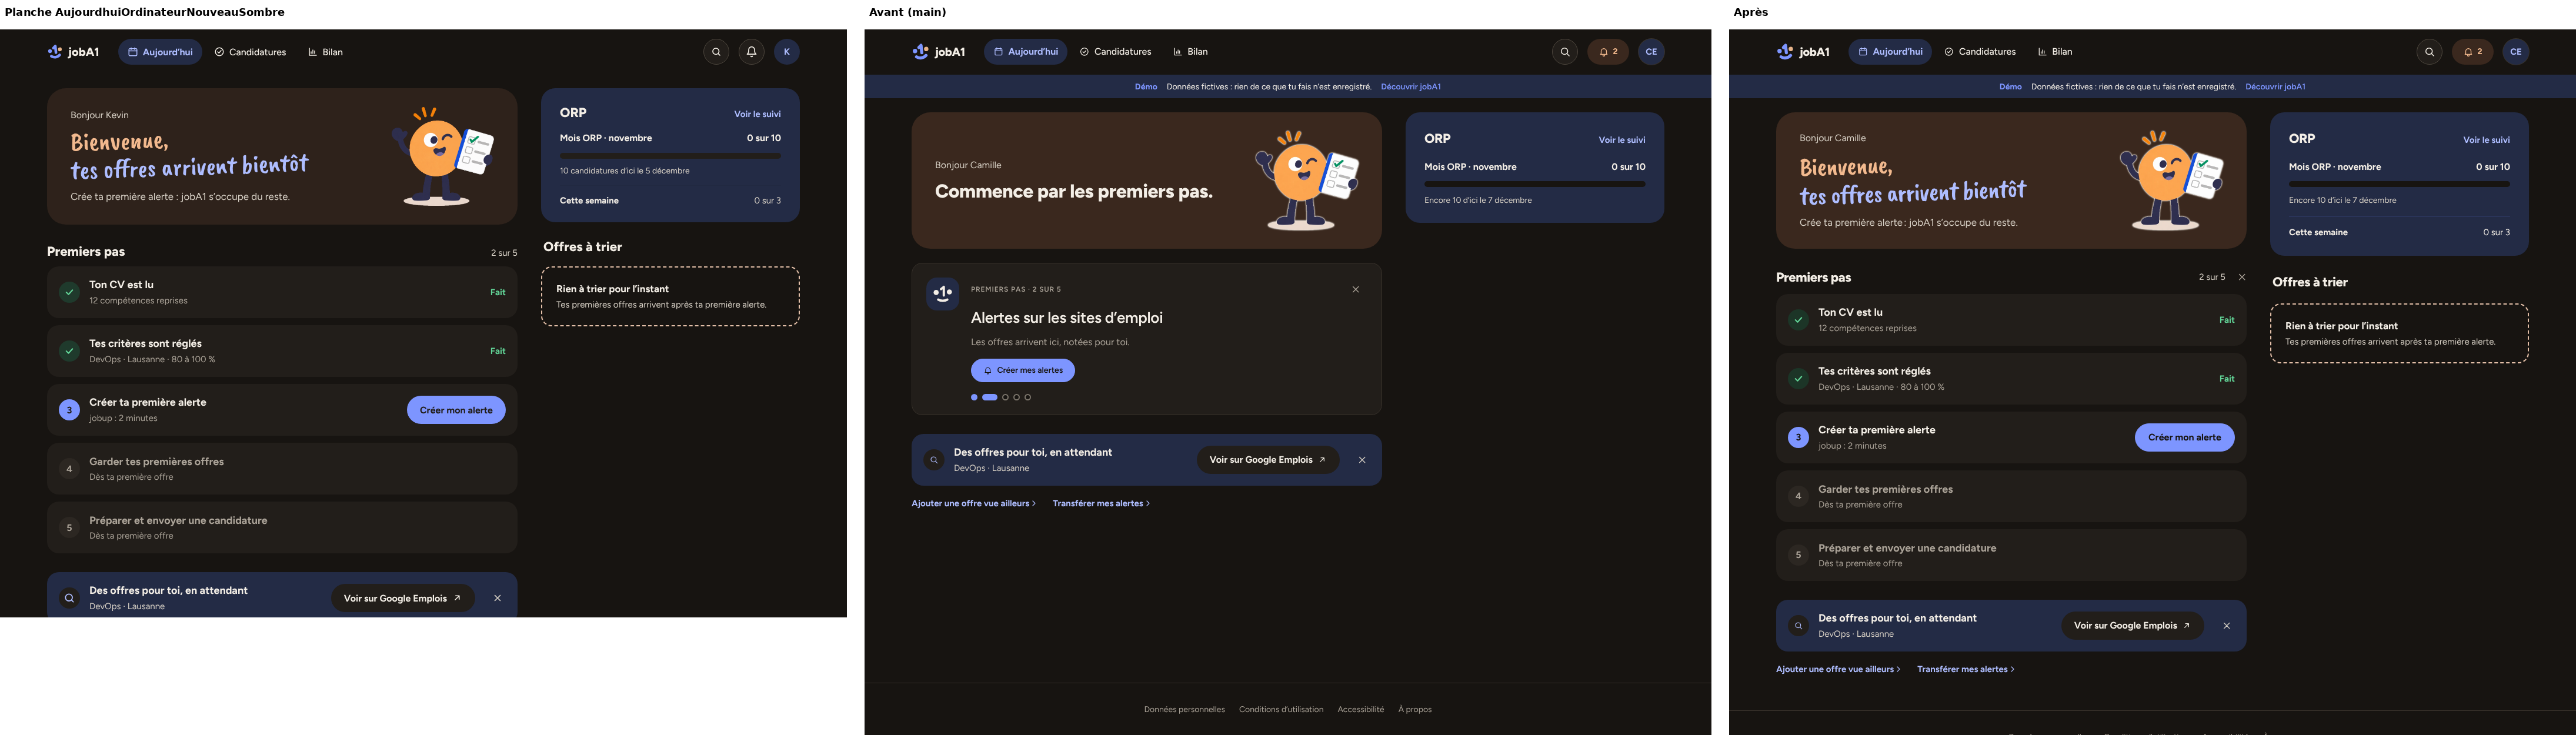 Planche AujourdhuiOrdinateurNouveauSombre
jobA1
Aujourd'hui
Candidatures
Bilan
K
Bonjour Kevin
Bienvenue,
tes offres arrivent bientôt
Crée ta première alerte : jobA1 s'occupe du reste.
ORP
Voir le suivi
Mois ORP · novembre
0 sur 10
10 candidatures d'ici le 5 décembre
Cette semaine
0 sur 3
Premiers pas
2 sur 5
Ton CV est lu
12 compétences reprises
Fait
Tes critères sont réglés
DevOps · Lausanne · 80 à 100 %
Fait
3
Créer ta première alerte
jobup : 2 minutes
Créer mon alerte
4
Garder tes premières offres
Dès ta première offre
5
Préparer et envoyer une candidature
Dès ta première offre
Des offres pour toi, en attendant
DevOps · Lausanne
Voir sur Google Emplois
Offres à trier
Rien à trier pour l'instant
Tes premières offres arrivent après ta première alerte.
Avant (main)
jobA1
Aujourd'hui
Candidatures
Bilan
2
CE
Démo Données fictives : rien de ce que tu fais n'est enregistré. Découvrir jobA1
Bonjour Camille
Commence par les premiers pas.
ORP
Voir le suivi
Mois ORP · novembre
0 sur 10
Encore 10 d'ici le 7 décembre
PREMIERS PAS · 2 SUR 5
Alertes sur les sites d'emploi
Les offres arrivent ici, notées pour toi.
Créer mes alertes
Des offres pour toi, en attendant
DevOps · Lausanne
Voir sur Google Emplois
Ajouter une offre vue ailleurs
Transférer mes alertes
Données personnelles
Conditions d'utilisation
Accessibilité
À propos
Après
jobA1
Aujourd'hui
Candidatures
Bilan
2
CE
Démo Données fictives : rien de ce que tu fais n'est enregistré. Découvrir jobA1
Bonjour Camille
Bienvenue,
tes offres arrivent bientôt
Crée ta première alerte : jobA1 s'occupe du reste.
ORP
Voir le suivi
Mois ORP · novembre
0 sur 10
Encore 10 d'ici le 7 décembre
Cette semaine
0 sur 3
Premiers pas
2 sur 5
Ton CV est lu
12 compétences reprises
Fait
Tes critères sont réglés
DevOps · Lausanne · 80 à 100 %
Fait
3
Créer ta première alerte
jobup : 2 minutes
Créer mon alerte
4
Garder tes premières offres
Dès ta première offre
5
Préparer et envoyer une candidature
Dès ta première offre
Des offres pour toi, en attendant
DevOps · Lausanne
Voir sur Google Emplois
Ajouter une offre vue ailleurs
Transférer mes alertes
Offres à trier
Rien à trier pour l'instant
Tes premières offres arrivent après ta première alerte.